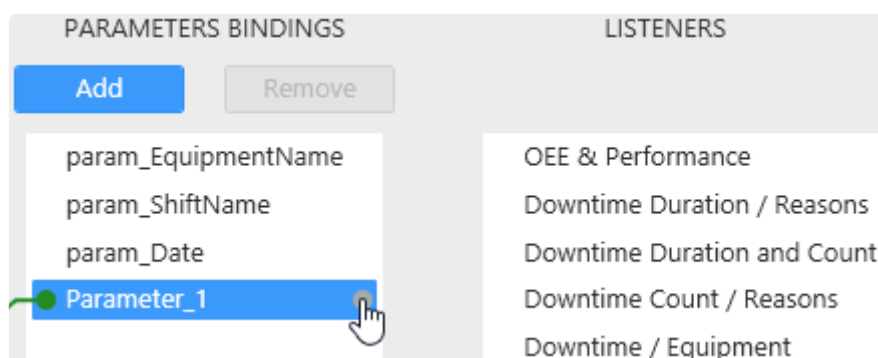 PARAMETERS BINDINGS
LISTENERS
Add
Remove
param_EquipmentName
param_ShiftName
param_Date
Parameter_1
OEE & Performance
Downtime Duration / Reasons
Downtime Duration and Count
Downtime Count / Reasons
Downtime / Equipment